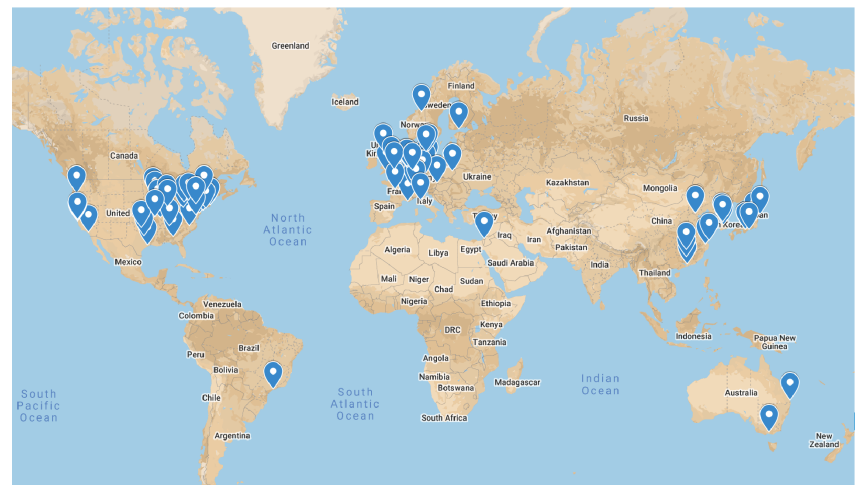 Greenland
Iceland
Finland
Sweden
Norw
Russia
Canada
Ukraine
Kazakhstan
Mongolia
United
North
Atlantic
Ocean
Fra
Italy
Spain
China
Kore
Iraq
Iran
Afghanistan
Pakistan
Mexico
Algeria
Libya
Egypt
Saudi Arabia
India
Thailand
Mali
Niger
Chad
Sudan
Venezuela
Colombia
Nigeria
Ethiopia
DRC
Kenya
Tanzania
Indonesia
Papua New
Guinea
Peru
Brazil
Bolivia
Angola
Namibia
Botswana
Madagascar
Indian
Ocean
South
Pacific
Ocean
Chile
South
Atlantic
Ocean
Australia
South Africa
Argentina
New
Zealand